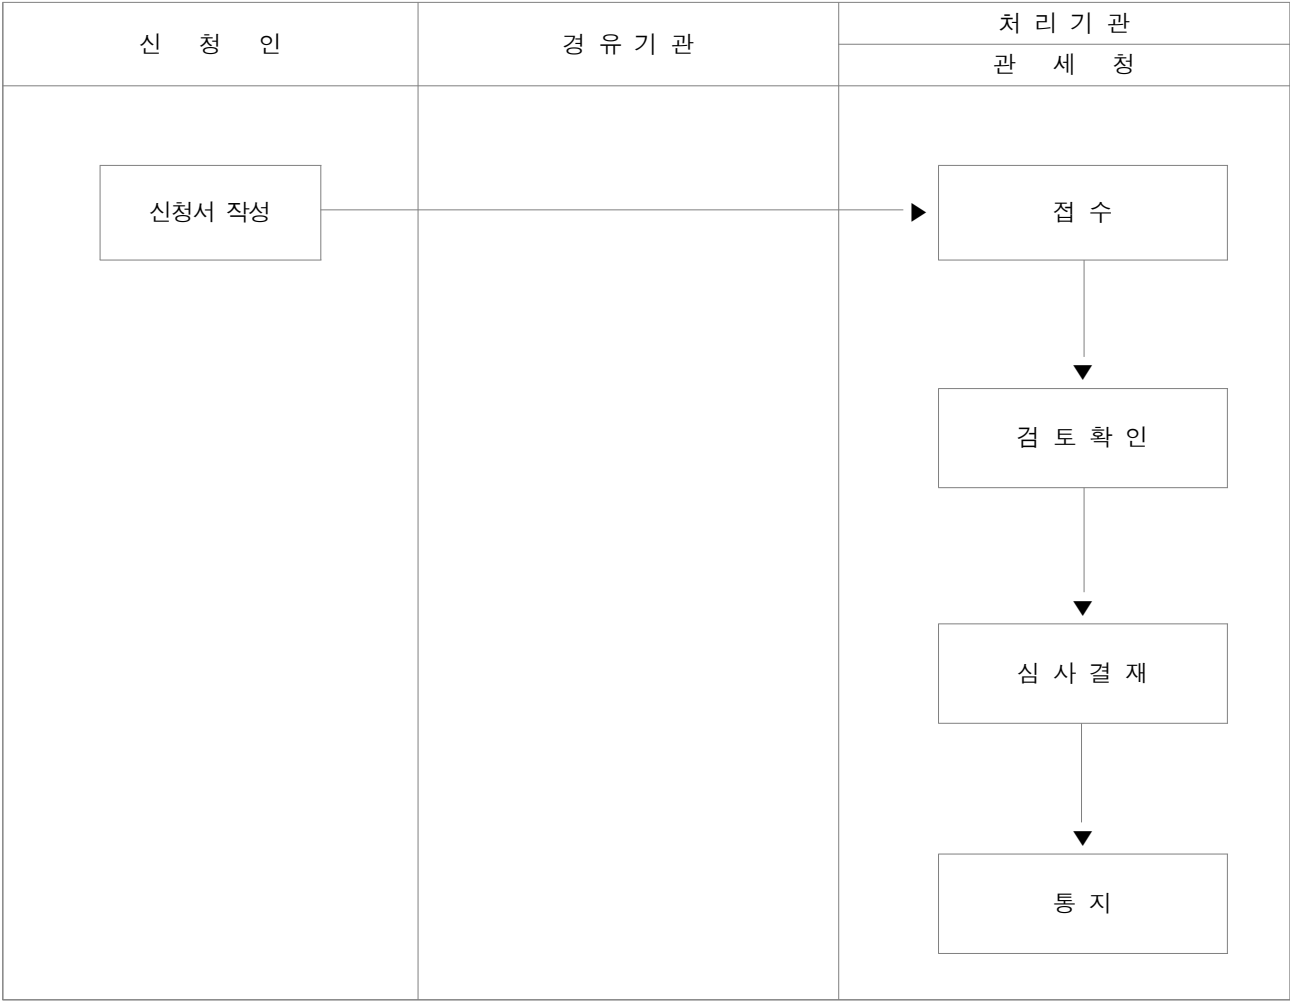 신 청 인
경 유 기 관
처 리 기 관
관 세 청
신청서 작성
접 수
검 토 확 인
심 사 결 재
통 지